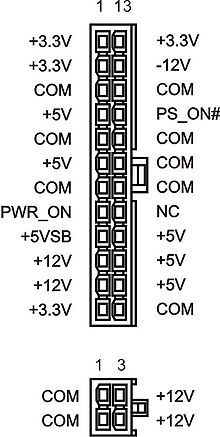 1 13
+3.3V +3.3V
+3.3V -12V
COM COM
+5V PS_ON#
COM COM
+5V COM
COM COM
PWR_ON NC
+5VSB +5V
+12V +5V
+12V +5V
+3.3V COM
1 3
COM +12V
COM +12V